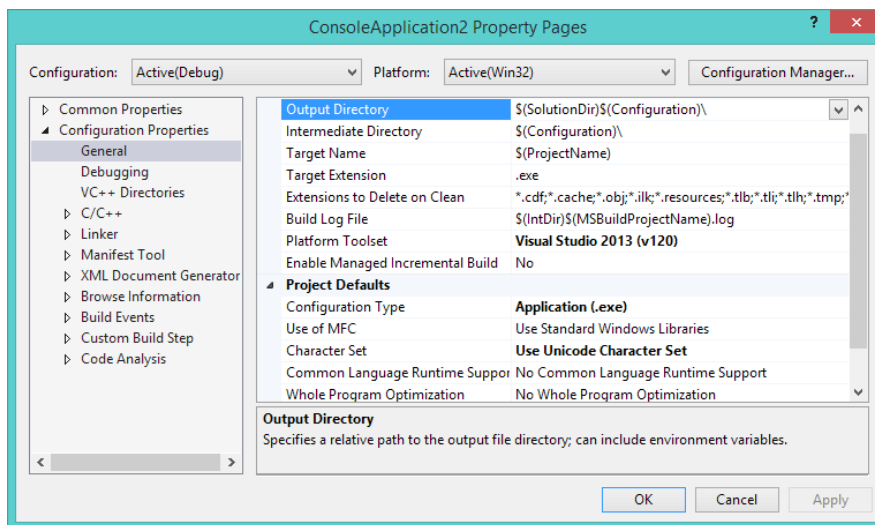 ConsoleApplication2 Property Pages
? ×
Configuration: Active(Debug) Platform: Active(Win32) Configuration Manager...
Common Properties
Configuration Properties
General
Debugging
VC++ Directories
C/C++
Linker
Manifest Tool
XML Document Generator
Browse Information
Build Events
Custom Build Step
Code Analysis
Output Directory $(SolutionDir)$(Configuration)\
Intermediate Directory $(Configuration)\
Target Name $(ProjectName)
Target Extension .exe
Extensions to Delete on Clean *.cdf;*.cache;*.obj;*.ilk;*.resources;*.tlb;*.tli;*.tlh;*.tmp;*
Build Log File $(IntDir)$(MSBuildProjectName).log
Platform Toolset Visual Studio 2013 (v120)
Enable Managed Incremental Build No
Project Defaults
Configuration Type Application (.exe)
Use of MFC Use Standard Windows Libraries
Character Set Use Unicode Character Set
Common Language Runtime Suppor No Common Language Runtime Support
Whole Program Optimization No Whole Program Optimization
Output Directory
Specifies a relative path to the output file directory; can include environment variables.
OK Cancel Apply